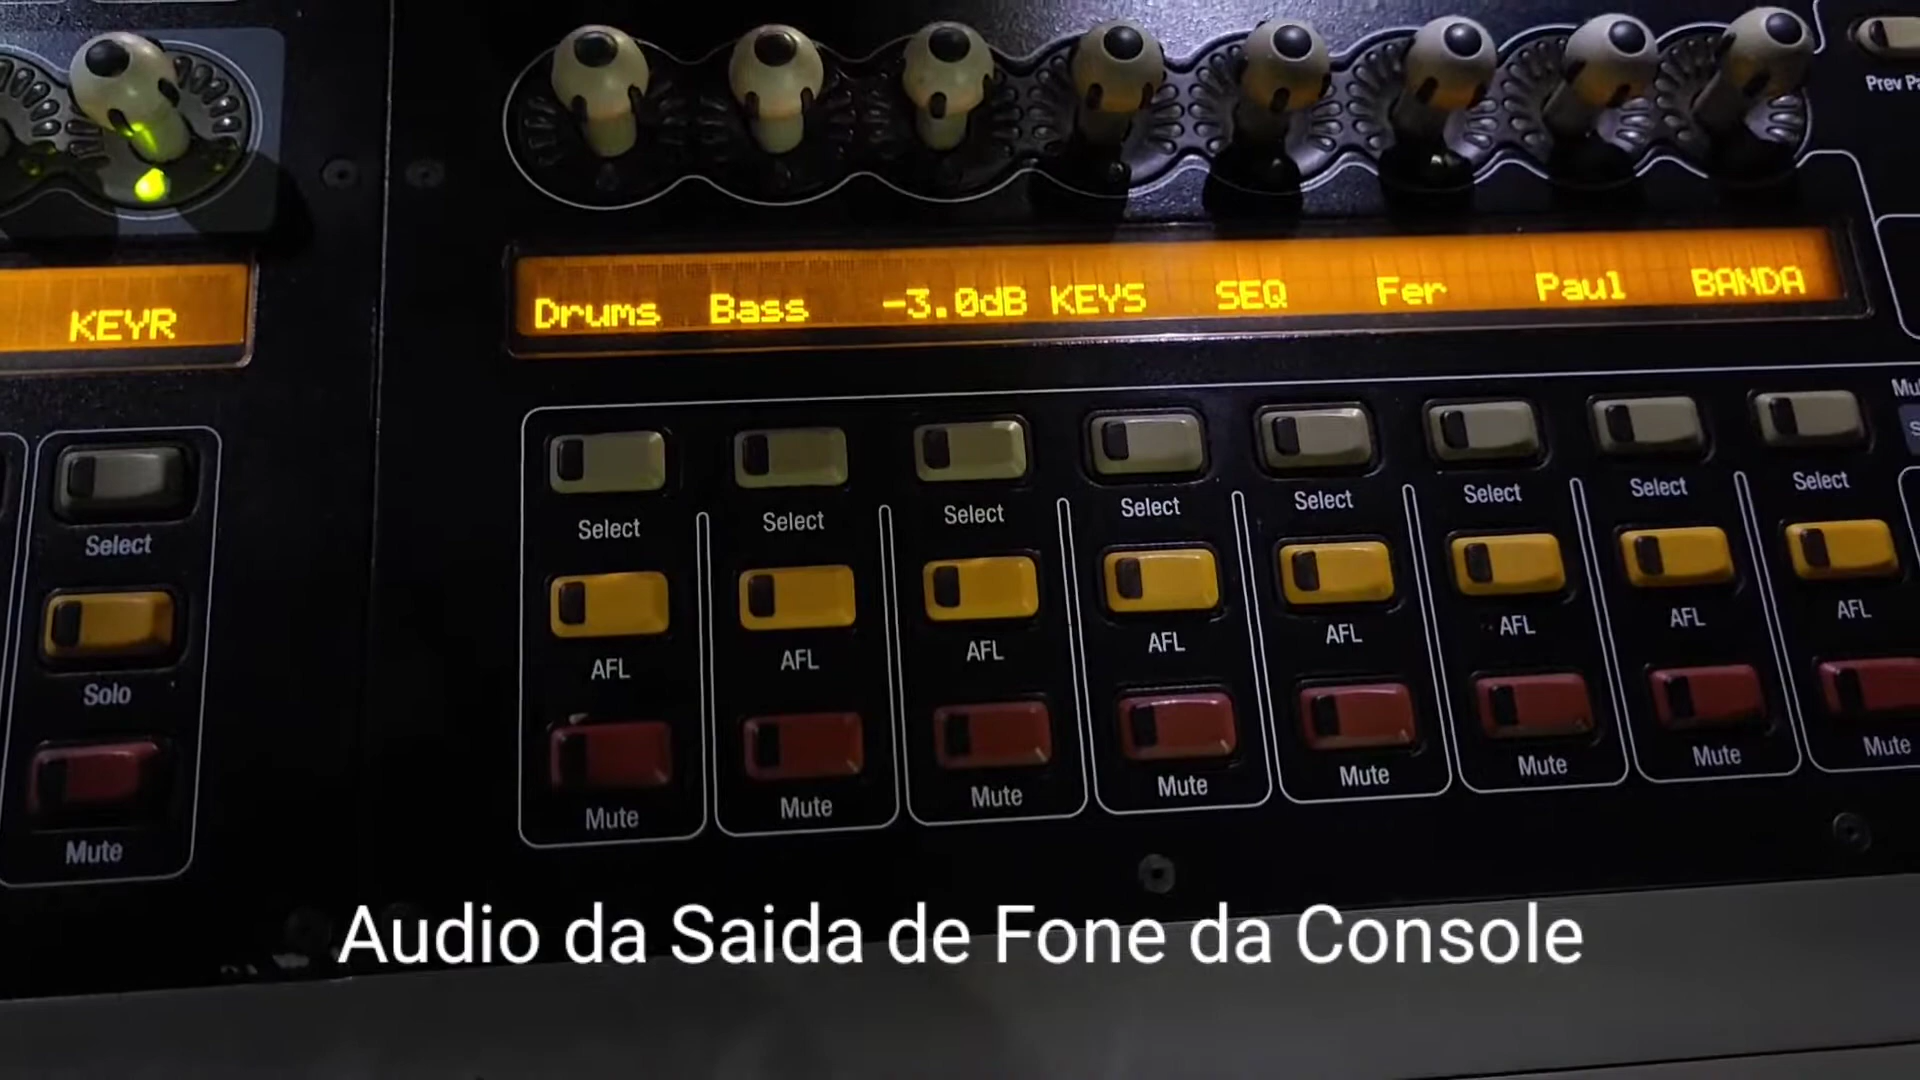 Prev
KEYR
Drums Bass -3.0dB KEYS SEQ Fer Paul BANDA
Select
Solo
Mute
Select Select Select Select Select Select Select Select
AFL AFL AFL AFL AFL AFL AFL AFL
Mute Mute Mute Mute Mute Mute Mute Mute
Audio da Saida de Fone da Console